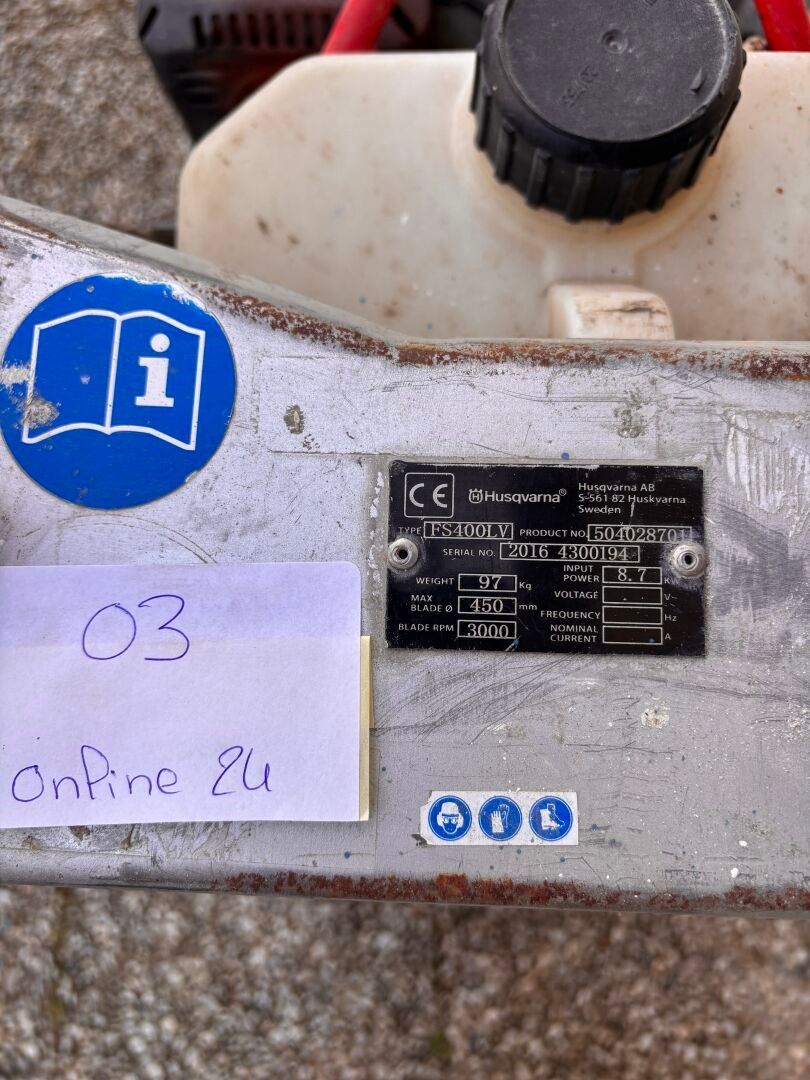 i
CE
Husqvarna®
Husqvarna AB
S-561 82 Huskvarna
Sweden
TYPE FS400LV PRODUCT NO. 504028701
SERIAL NO. 2016 4300194
WEIGHT 97 Kg
INPUT POWER 8.7 K
MAX BLADE Ø 450 mm
VOLTAGE V~
FREQUENCY Hz
BLADE RPM 3000
NOMINAL CURRENT A
03
Online 24